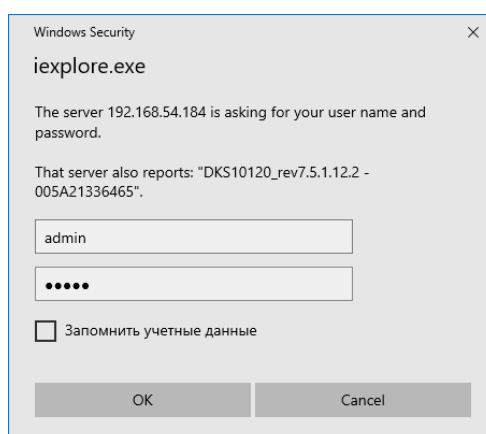 Windows Security
iexplore.exe
The server 192.168.54.184 is asking for your user name and
password.
That server also reports: "DKS10120_rev7.5.1.12.2 -
005A21336465".
admin
●●●●●
Запомнить учетные данные
OK
Cancel